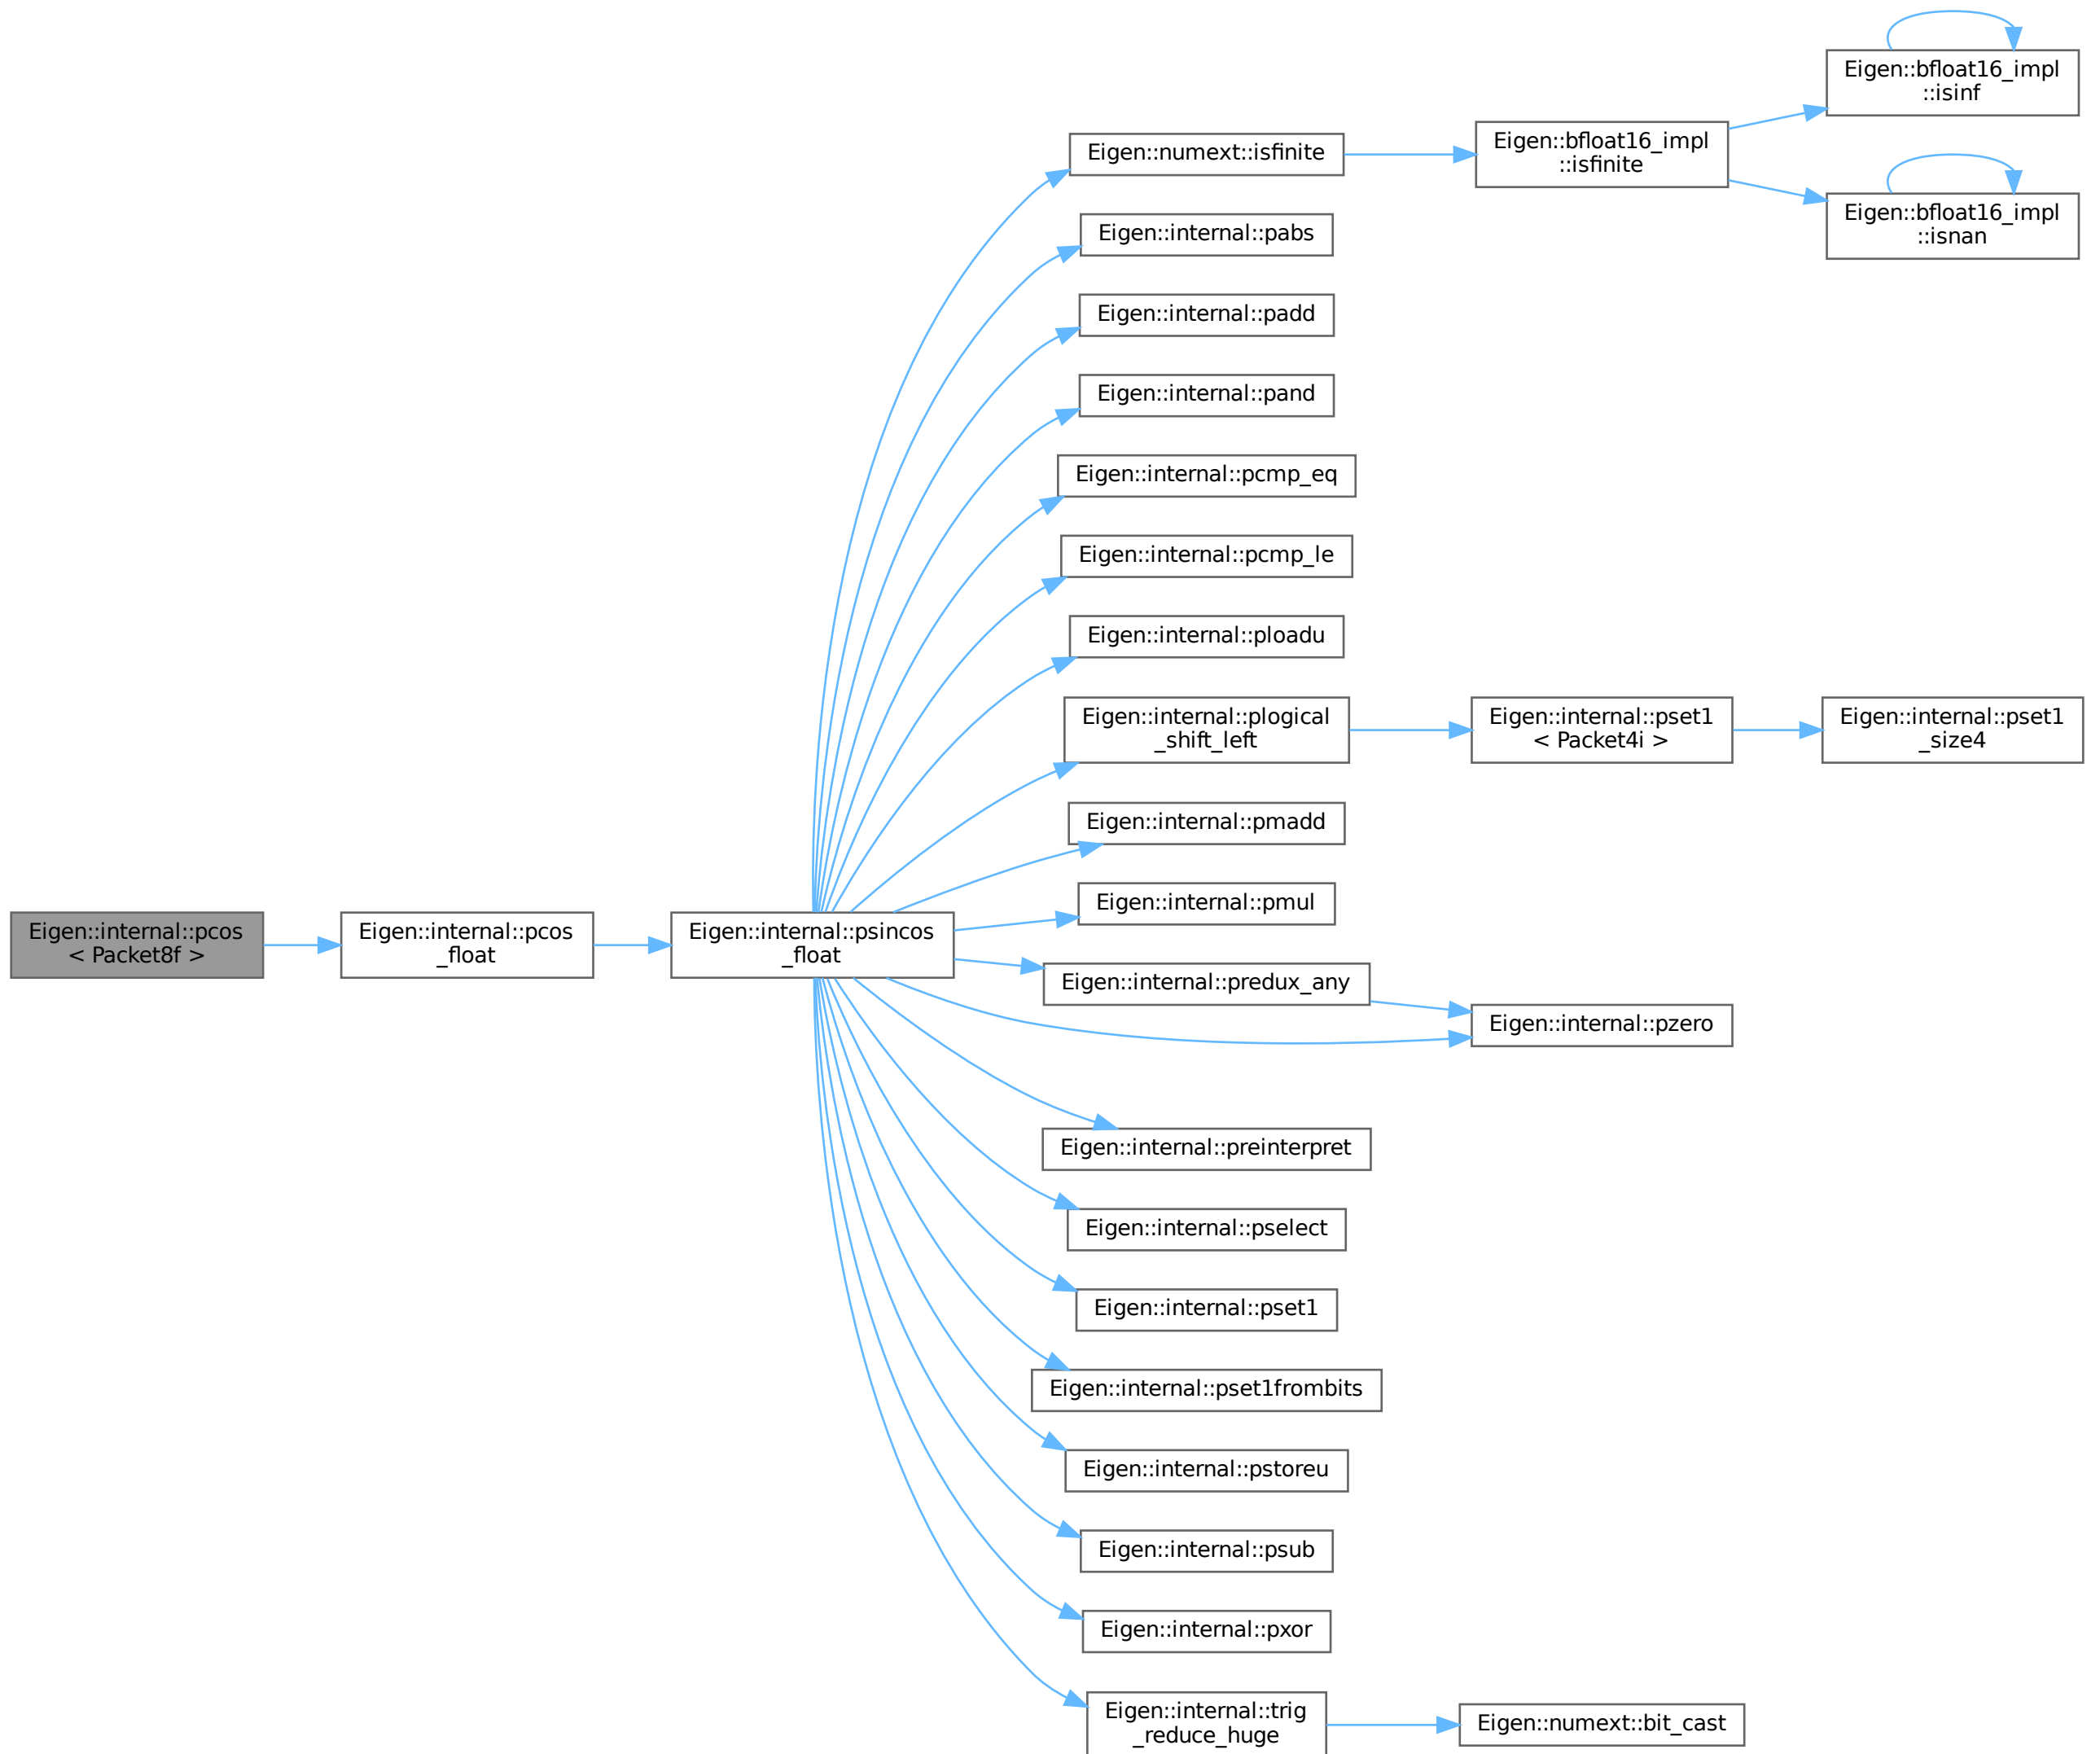 Eigen::internal::pcos
< Packet8f >
Eigen::internal::pcos
_float
Eigen::internal::psincos
_float
Eigen::numext::isfinite
Eigen::bfloat16_impl
::isfinite
Eigen::bfloat16_impl
::isinf
Eigen::bfloat16_impl
::isnan
Eigen::internal::pabs
Eigen::internal::padd
Eigen::internal::pand
Eigen::internal::pcmp_eq
Eigen::internal::pcmp_le
Eigen::internal::ploadu
Eigen::internal::plogical
_shift_left
Eigen::internal::pset1
< Packet4i >
Eigen::internal::pset1
_size4
Eigen::internal::pmadd
Eigen::internal::pmul
Eigen::internal::predux_any
Eigen::internal::pzero
Eigen::internal::preinterpret
Eigen::internal::pselect
Eigen::internal::pset1
Eigen::internal::pset1frombits
Eigen::internal::pstoreu
Eigen::internal::psub
Eigen::internal::pxor
Eigen::internal::trig
_reduce_huge
Eigen::numext::bit_cast